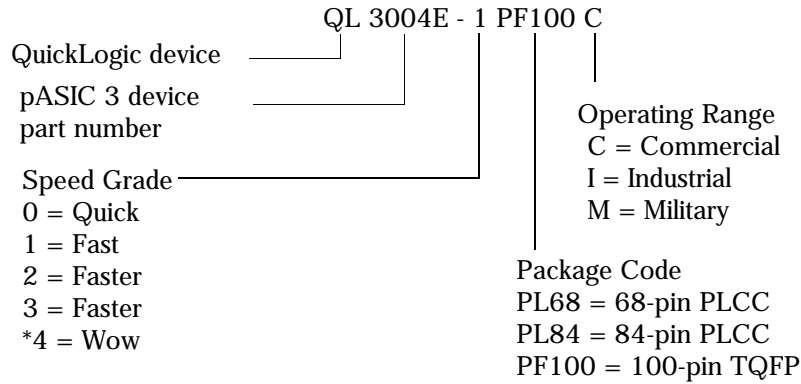 QL 3004E - 1 PF100 C
QuickLogic device
pASIC 3 device
part number
Speed Grade
0 = Quick
1 = Fast
2 = Faster
3 = Faster
*4 = Wow
Operating Range
C = Commercial
I = Industrial
M = Military
Package Code
PL68 = 68-pin PLCC
PL84 = 84-pin PLCC
PF100 = 100-pin TQFP